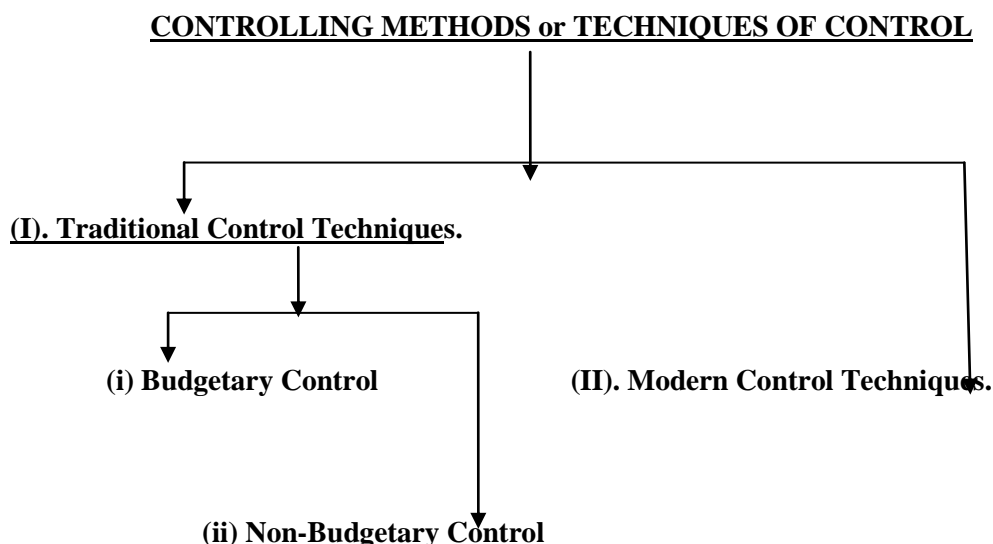 CONTROLLING METHODS or TECHNIQUES OF CONTROL
(I). Traditional Control Techniques.
(i) Budgetary Control
(II). Modern Control Techniques.
(ii) Non-Budgetary Control